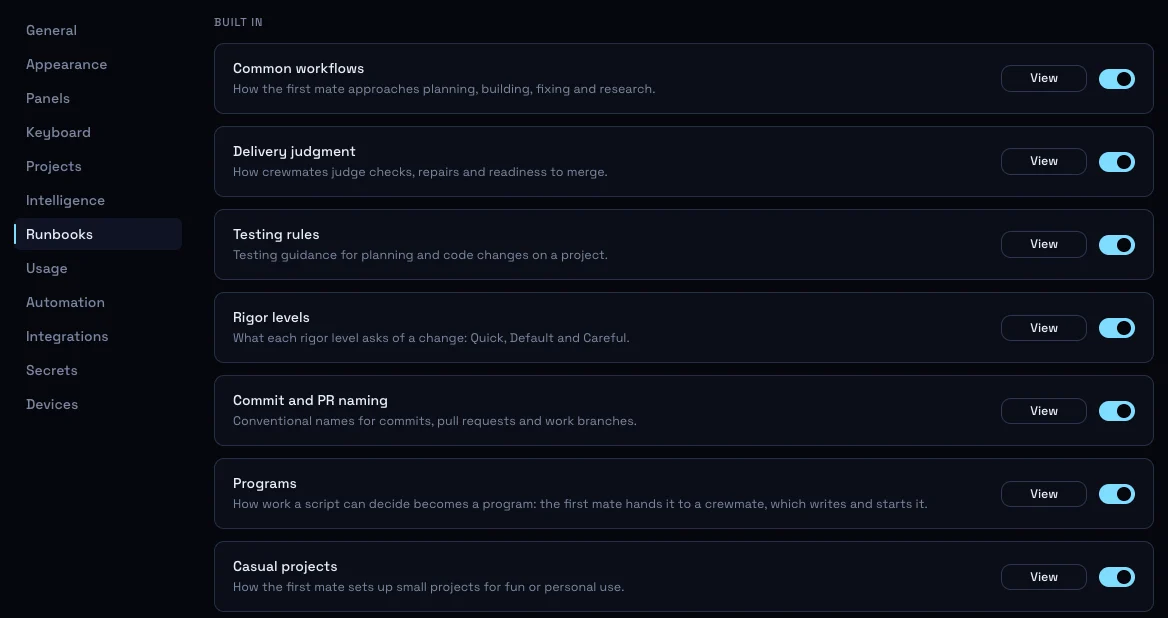 General
Appearance
Panels
Keyboard
Projects
Intelligence
Runbooks
Usage
Automation
Integrations
Secrets
Devices
BUILT IN
Common workflows
How the first mate approaches planning, building, fixing and research.
View
Delivery judgment
How crewmates judge checks, repairs and readiness to merge.
View
Testing rules
Testing guidance for planning and code changes on a project.
View
Rigor levels
What each rigor level asks of a change: Quick, Default and Careful.
View
Commit and PR naming
Conventional names for commits, pull requests and work branches.
View
Programs
How work a script can decide becomes a program: the first mate hands it to a crewmate, which writes and starts it.
View
Casual projects
How the first mate sets up small projects for fun or personal use.
View